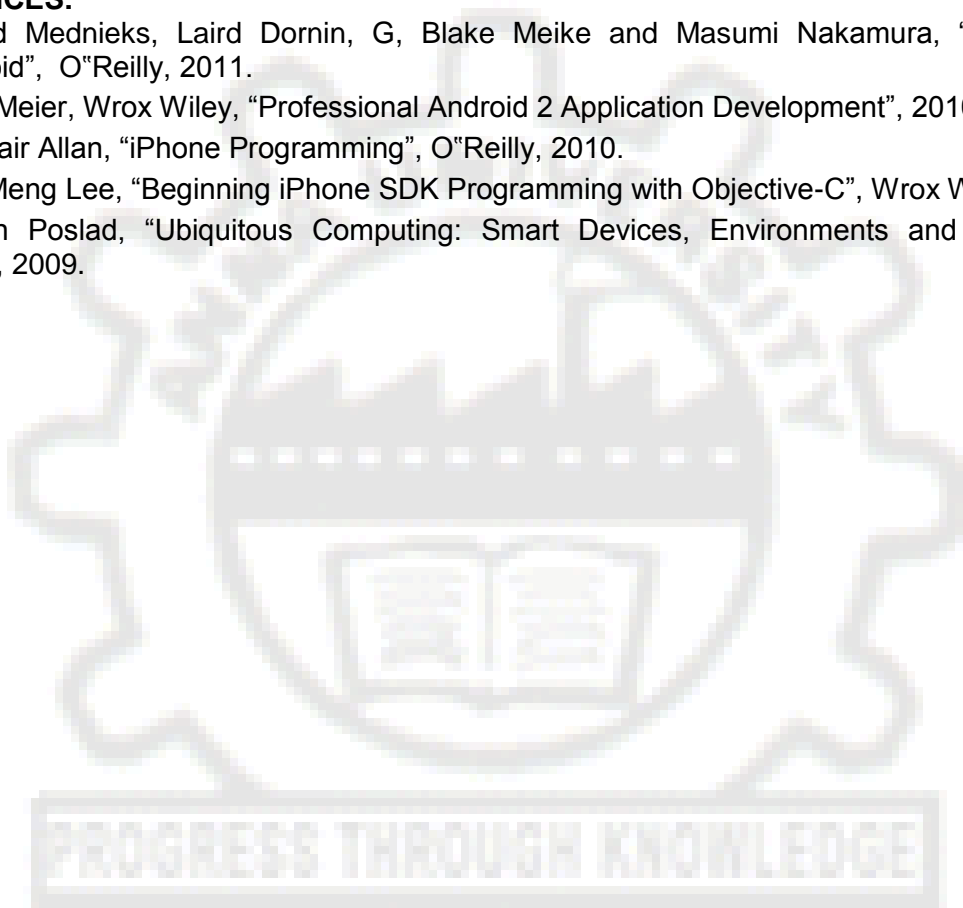 NCES:
d Mednieks, Laird Dornin, G, Blake Meike and Masumi Nakamura, “
oid”, O‟Reilly, 2011.
Meier, Wrox Wiley, “Professional Android 2 Application Development”, 2010
air Allan, “iPhone Programming”, O‟Reilly, 2010.
Meng Lee, “Beginning iPhone SDK Programming with Objective-C”, Wrox W
n Poslad, “Ubiquitous Computing: Smart Devices, Environments and
, 2009.
PROGRESS THROUGH KNOWLEDGE